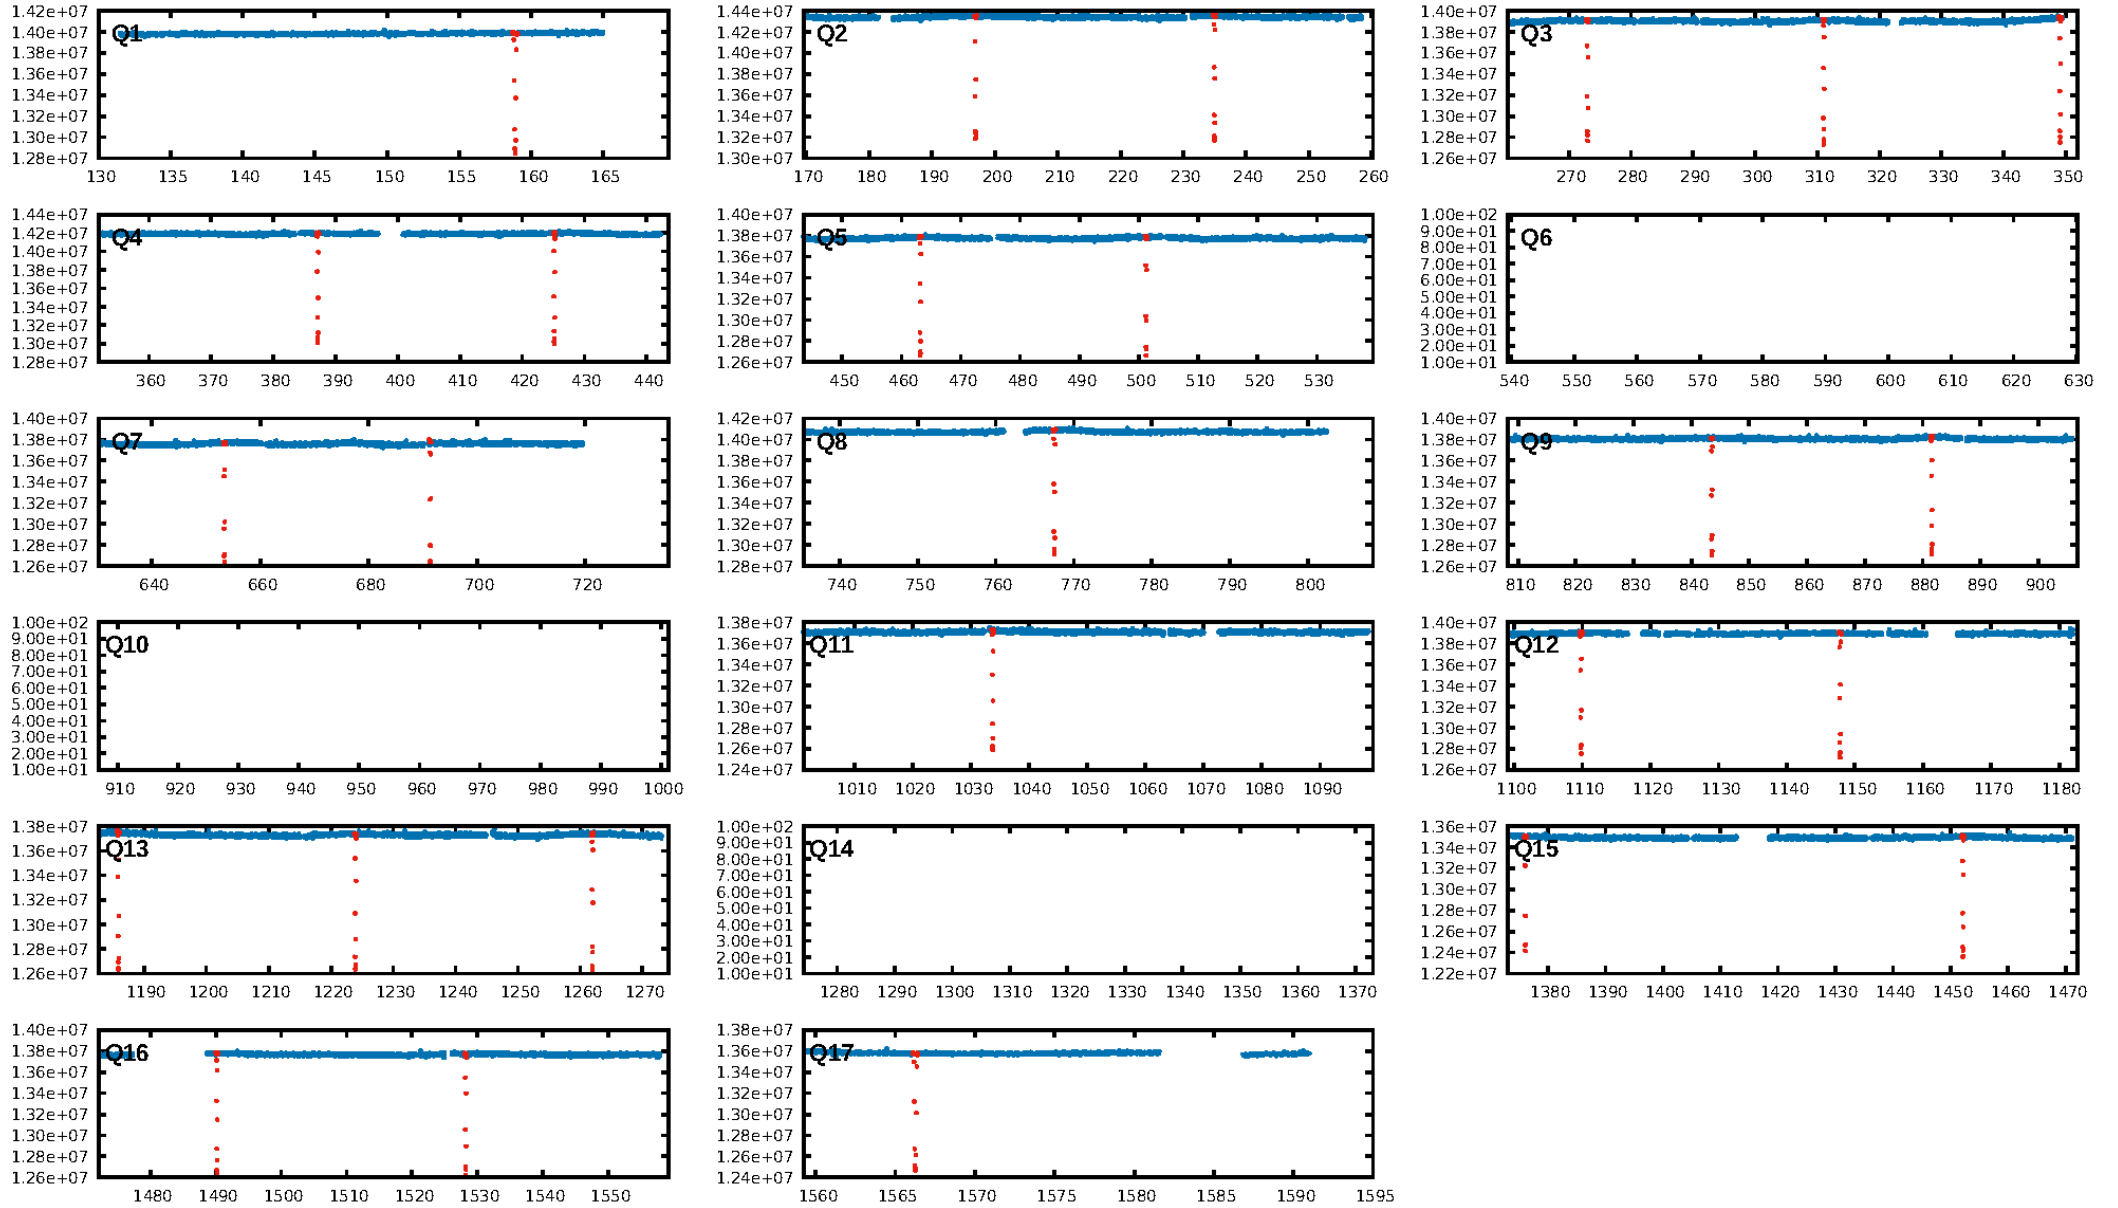 1.42e+07
1.40e+07
1.38e+07
1.36e+07
1.34e+07
1.32e+07
1.30e+07
1.28e+07
Q1
130 135 140 145 150 155 160 165
1.44e+07
1.42e+07
1.40e+07
1.38e+07
1.36e+07
1.34e+07
1.32e+07
1.30e+07
Q2
170 180 190 200 210 220 230 240 250 260
1.40e+07
1.38e+07
1.36e+07
1.34e+07
1.32e+07
1.30e+07
1.28e+07
1.26e+07
Q3
270 280 290 300 310 320 330 340 350
1.44e+07
1.42e+07
1.40e+07
1.38e+07
1.36e+07
1.34e+07
1.32e+07
1.30e+07
1.28e+07
Q4
360 370 380 390 400 410 420 430 440
1.40e+07
1.38e+07
1.36e+07
1.34e+07
1.32e+07
1.30e+07
1.28e+07
1.26e+07
Q5
450 460 470 480 490 500 510 520 530
1.00e+02
9.00e+01
8.00e+01
7.00e+01
6.00e+01
5.00e+01
4.00e+01
3.00e+01
2.00e+01
1.00e+01
Q6
540 550 560 570 580 590 600 610 620 630
1.40e+07
1.38e+07
1.36e+07
1.34e+07
1.32e+07
1.30e+07
1.28e+07
1.26e+07
Q7
640 660 680 700 720
1.42e+07
1.40e+07
1.38e+07
1.36e+07
1.34e+07
1.32e+07
1.30e+07
1.28e+07
Q8
740 750 760 770 780 790 800
1.40e+07
1.38e+07
1.36e+07
1.34e+07
1.32e+07
1.30e+07
1.28e+07
1.26e+07
Q9
810 820 830 840 850 860 870 880 890 900
1.00e+02
9.00e+01
8.00e+01
7.00e+01
6.00e+01
5.00e+01
4.00e+01
3.00e+01
2.00e+01
1.00e+01
Q10
910 920 930 940 950 960 970 980 990 1000
1.38e+07
1.36e+07
1.34e+07
1.32e+07
1.30e+07
1.28e+07
1.26e+07
1.24e+07
Q11
1010 1020 1030 1040 1050 1060 1070 1080 1090
1.40e+07
1.38e+07
1.36e+07
1.34e+07
1.32e+07
1.30e+07
1.28e+07
1.26e+07
Q12
1100 1110 1120 1130 1140 1150 1160 1170 1180
1.38e+07
1.36e+07
1.34e+07
1.32e+07
1.30e+07
1.28e+07
1.26e+07
Q13
1190 1200 1210 1220 1230 1240 1250 1260 1270
1.00e+02
9.00e+01
8.00e+01
7.00e+01
6.00e+01
5.00e+01
4.00e+01
3.00e+01
2.00e+01
1.00e+01
Q14
1280 1290 1300 1310 1320 1330 1340 1350 1360 1370
1.36e+07
1.34e+07
1.32e+07
1.30e+07
1.28e+07
1.26e+07
1.24e+07
1.22e+07
Q15
1380 1390 1400 1410 1420 1430 1440 1450 1460 1470
1.40e+07
1.38e+07
1.36e+07
1.34e+07
1.32e+07
1.30e+07
1.28e+07
1.26e+07
Q16
1480 1490 1500 1510 1520 1530 1540 1550
1.38e+07
1.36e+07
1.34e+07
1.32e+07
1.30e+07
1.28e+07
1.26e+07
1.24e+07
Q17
1560 1565 1570 1575 1580 1585 1590 1595